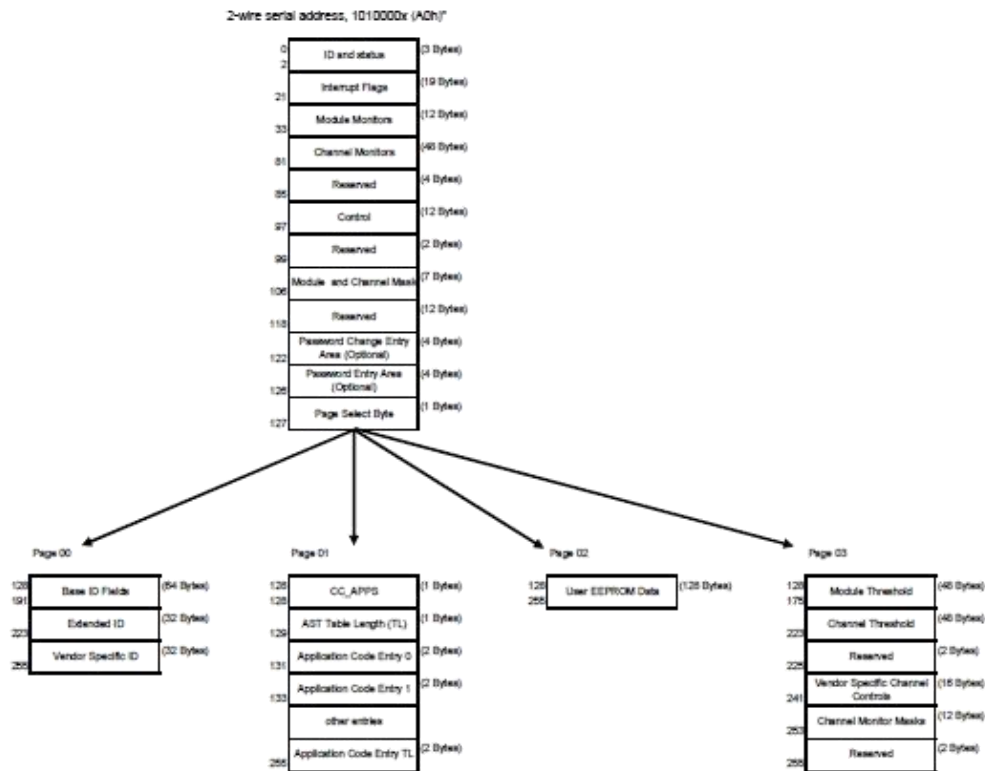 2-wire serial address, 1010000x (A0h)"
0
ID and status
(3 Bytes)
2
Interrupt Flags
(19 Bytes)
21
Module Monitors
(12 Bytes)
33
Channel Monitors
(48 Bytes)
81
Reserved
(4 Bytes)
85
Control
(12 Bytes)
97
Reserved
(2 Bytes)
99
Module and Channel Mask
(7 Bytes)
106
Reserved
(12 Bytes)
118
Password Change Entry
Area (Optional)
(4 Bytes)
122
Password Entry Area
(Optional)
(4 Bytes)
126
Page Select Byte
(1 Bytes)
127
Page 00
128
Base ID Fields
(64 Bytes)
191
Extended ID
(32 Bytes)
223
Vendor Specific ID
(32 Bytes)
255
Page 01
128
CC_APPS
(1 Bytes)
128
AST Table Length (TL)
(1 Bytes)
129
Application Code Entry 0
(2 Bytes)
131
Application Code Entry 1
(2 Bytes)
133
other entries
Application Code Entry TL
(2 Bytes)
255
Page 02
128
User EEPROM Data
(128 Bytes)
255
Page 03
128
Module Threshold
(48 Bytes)
175
Channel Threshold
(48 Bytes)
223
Reserved
(2 Bytes)
225
Vendor Specific Channel
Controls
(16 Bytes)
241
Channel Monitor Masks
(12 Bytes)
253
Reserved
(2 Bytes)
255